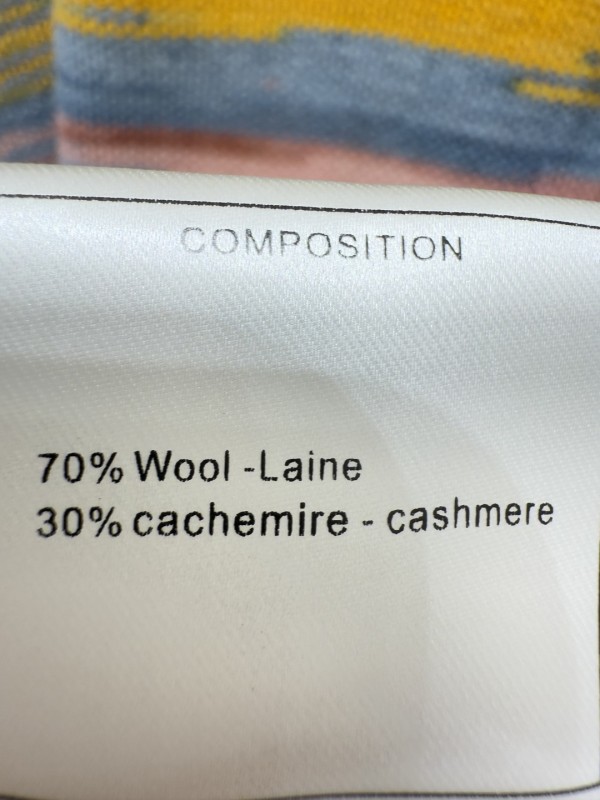 COMPOSITION
70% Wool -Laine
30% cachemire - cashmere